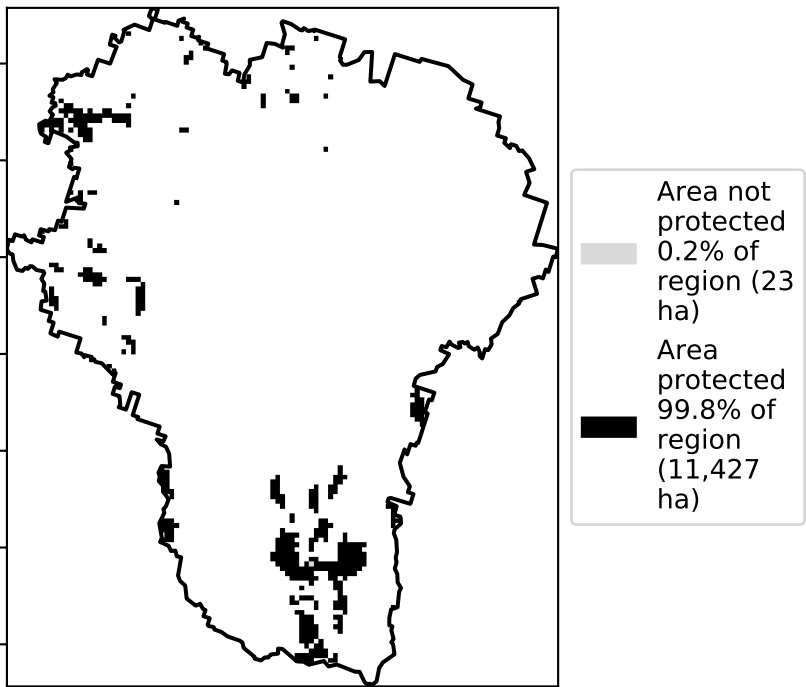 Area not
protected
0.2% of
region (23
ha)
Area
protected
99.8% of
region
(11,427
ha)